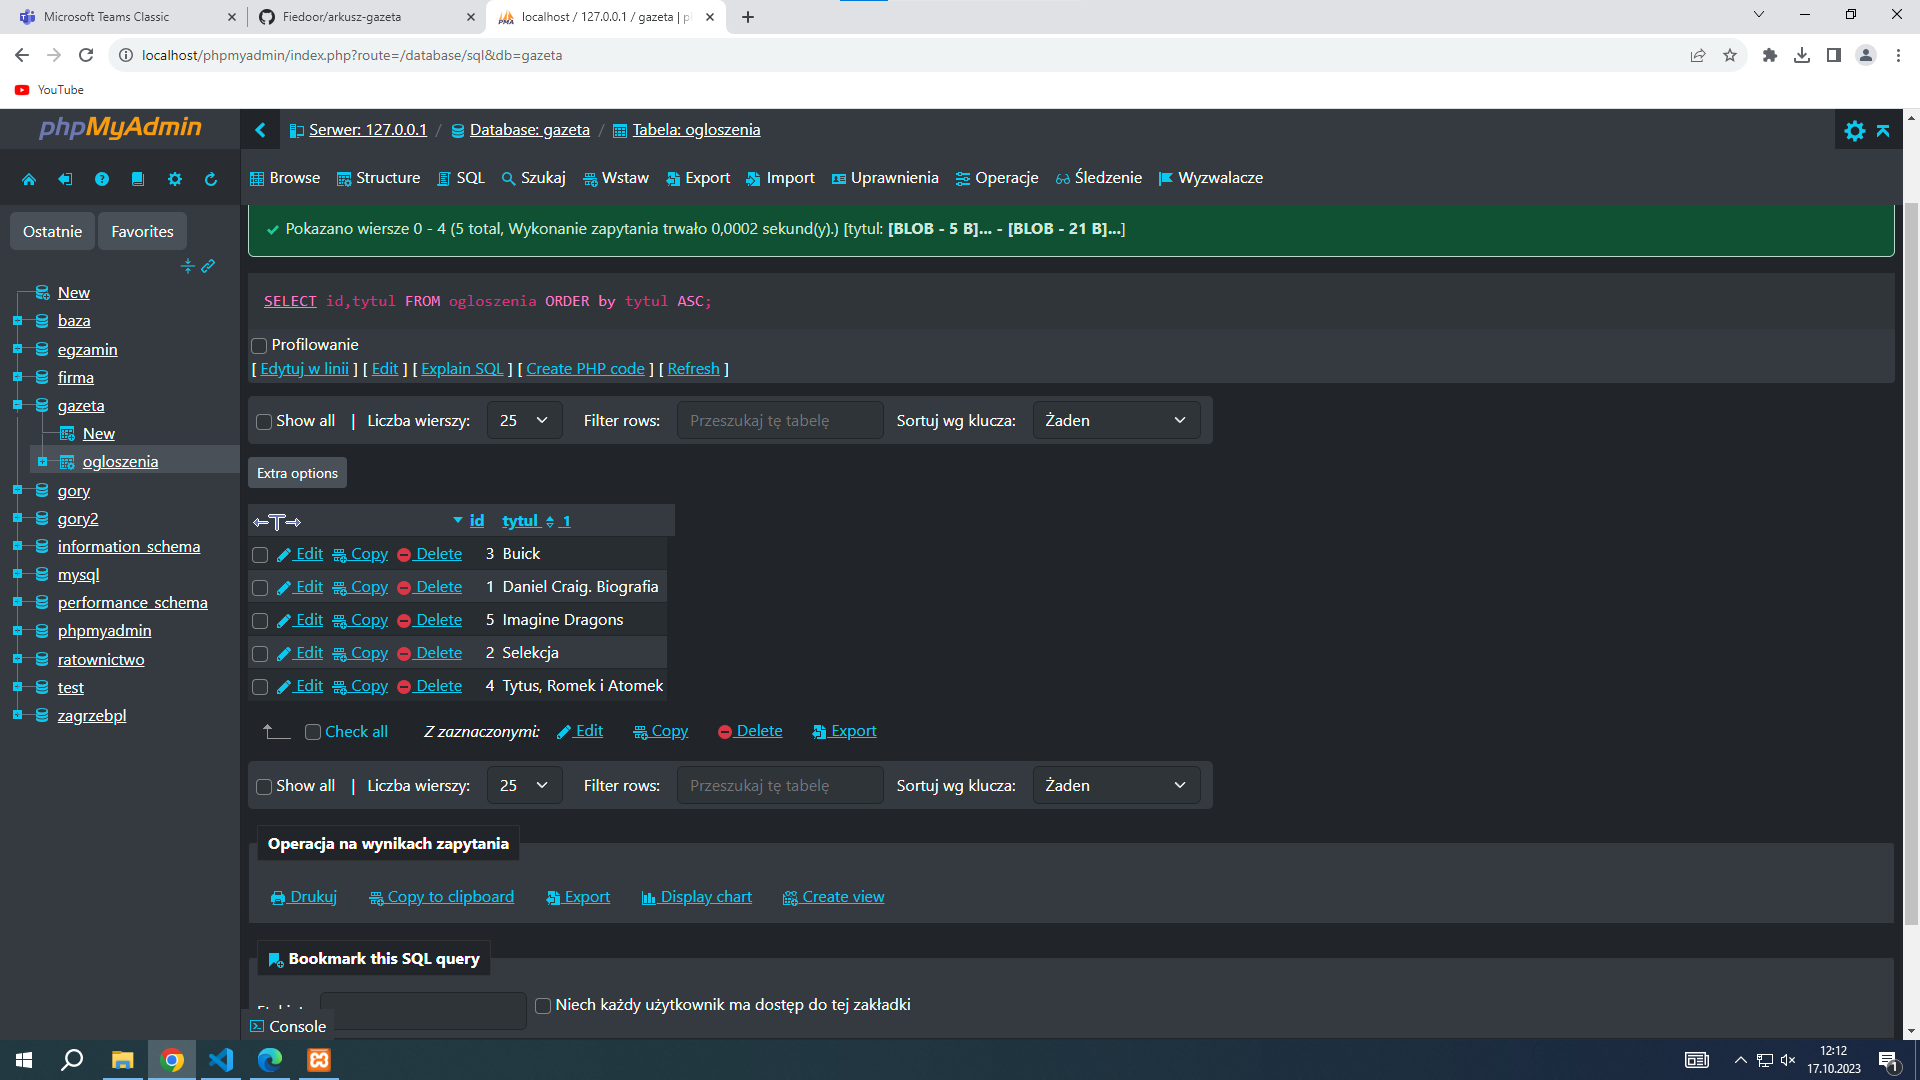 Microsoft Teams Classic
Fiedoor/arkusz-gazeta
localhost / 127.0.0.1 / gazeta | p
localhost/phpmyadmin/index.php?route=/database/sql&db=gazeta
YouTube
phpMyAdmin
Serwer: 127.0.0.1 / Database: gazeta / Tabela: ogloszenia
Browse Structure SQL Szukaj Wstaw Export Import Uprawnienia Operacje Śledzenie Wyzwalacze
Ostatnie Favorites
New
baza
egzamin
firma
gazeta
New
ogloszenia
gory
gory2
information_schema
mysql
performance_schema
phpmyadmin
ratownictwo
test
zagrzebpl
Pokazano wiersze 0 - 4 (5 total, Wykonanie zapytania trwało 0,0002 sekund(y).) [tytul: [BLOB - 5 B]... - [BLOB - 21 B]...]
SELECT id,tytul FROM ogloszenia ORDER by tytul ASC;
Profilowanie
[ Edytuj w linii ] [ Edit ] [ Explain SQL ] [ Create PHP code ] [ Refresh ]
Show all | Liczba wierszy: 25 Filter rows: Przeszukaj tę tabelę Sortuj wg klucza: Żaden
Extra options
id tytul 1
Edit Copy Delete 3 Buick
Edit Copy Delete 1 Daniel Craig. Biografia
Edit Copy Delete 5 Imagine Dragons
Edit Copy Delete 2 Selekcja
Edit Copy Delete 4 Tytus, Romek i Atomek
Check all Z zaznaczonymi: Edit Copy Delete Export
Show all | Liczba wierszy: 25 Filter rows: Przeszukaj tę tabelę Sortuj wg klucza: Żaden
Operacja na wynikach zapytania
Drukuj Copy to clipboard Export Display chart Create view
Bookmark this SQL query
Niech każdy użytkownik ma dostęp do tej zakładki
Console
12:12
17.10.2023
1